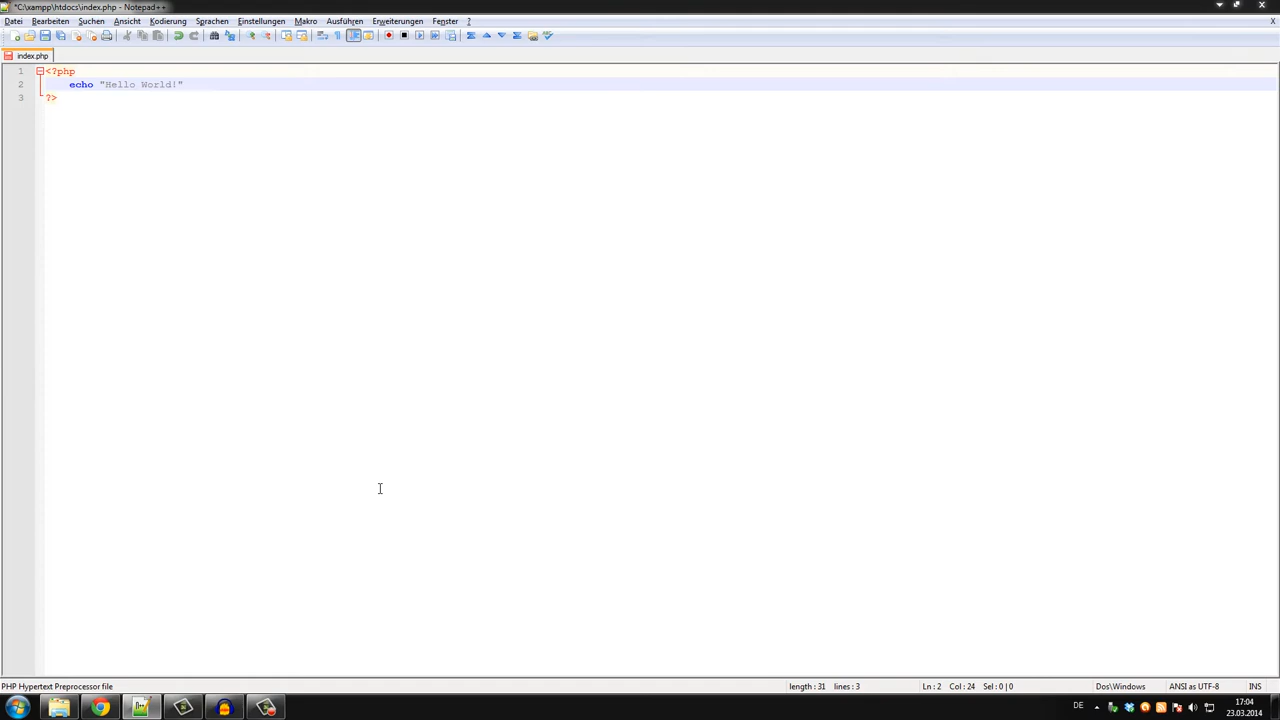 *C:\xampp\htdocs\index.php - Notepad++
Datei Bearbeiten Suchen Ansicht Kodierung Sprachen Einstellungen Makro Ausführen Erweiterungen Fenster ? X
index.php
1 <?php
2 echo "Hello World!"
3 ?>
PHP Hypertext Preprocessor file length : 31 lines : 3 Ln : 2 Col : 24 Sel : 0 | 0 Dos\Windows ANSI as UTF-8 INS
DE 17:04
23.03.2014